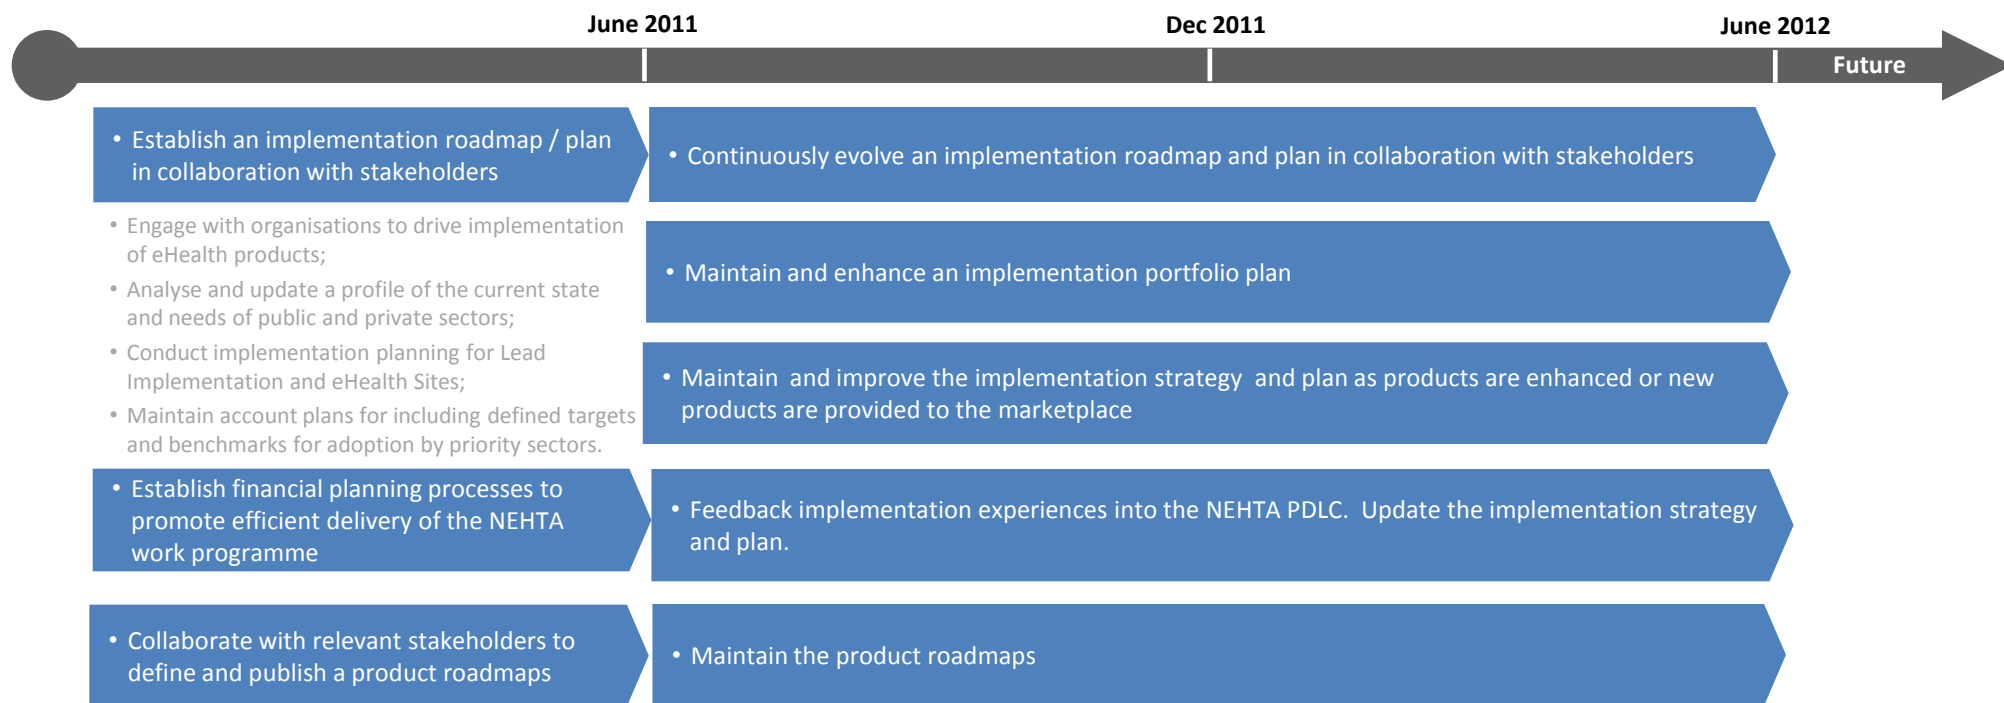 June 2011
Dec 2011
June 2012
Future
• Establish an implementation roadmap / plan
in collaboration with stakeholders
• Continuously evolve an implementation roadmap and plan in collaboration with stakeholders
• Engage with organisations to drive implementation
of eHealth products;
• Analyse and update a profile of the current state
and needs of public and private sectors;
• Conduct implementation planning for Lead
Implementation and eHealth Sites;
• Maintain account plans for including defined targets
and benchmarks for adoption by priority sectors.
• Maintain and enhance an implementation portfolio plan
• Maintain  and improve the implementation strategy  and plan as products are enhanced or new
products are provided to the marketplace
• Establish financial planning processes to
promote efficient delivery of the NEHTA
work programme
• Feedback implementation experiences into the NEHTA PDLC.  Update the implementation strategy
and plan.
• Collaborate with relevant stakeholders to
define and publish a product roadmaps
• Maintain the product roadmaps